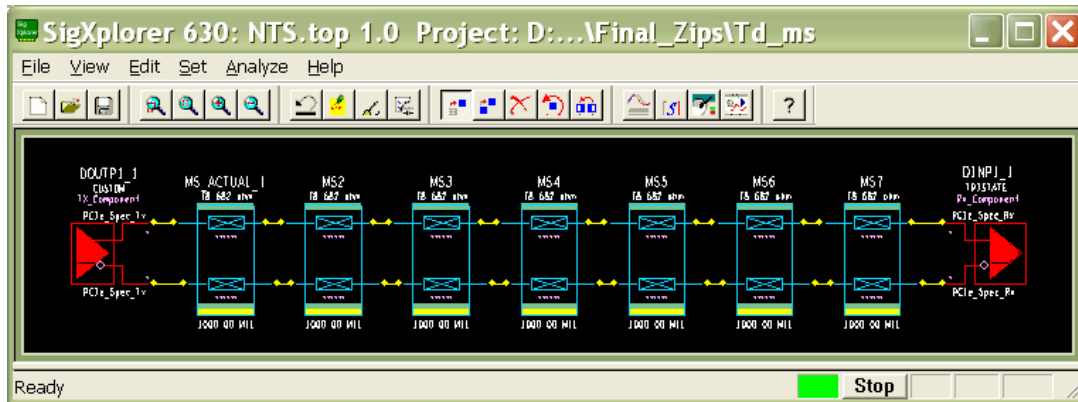 SigXplorer 630: NTS.top 1.0 Project: D:...\Final_Zips\Td_ms
File View Edit Set Analyze Help
DOUTP1_1
CUSTOM
TX_Component
PCIe_Spec_Tx
MS_ACTUAL_1
MS2
MS3
MS4
MS5
MS6
MS7
DINP1_1
TRISTATE
Rx_Component
PCIe_Spec_Rx
PCIe_Spec_Tx
1000.00 MIL
1000.00 MIL
1000.00 MIL
1000.00 MIL
1000.00 MIL
1000.00 MIL
1000.00 MIL
PCIe_Spec_Rx
Ready
Stop